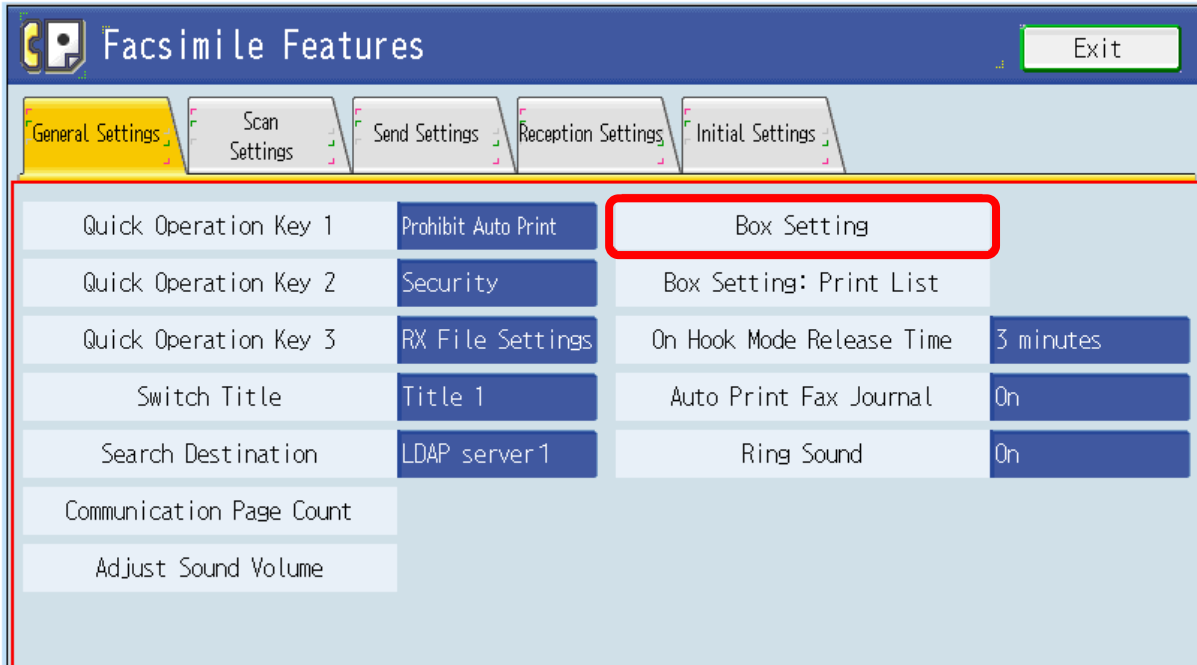 Facsimile Features
Exit
General Settings
Scan
Settings
Send Settings
Reception Settings
Initial Settings
Quick Operation Key 1
Prohibit Auto Print
Box Setting
Quick Operation Key 2
Security
Box Setting: Print List
Quick Operation Key 3
RX File Settings
On Hook Mode Release Time
3 minutes
Switch Title
Title 1
Auto Print Fax Journal
On
Search Destination
LDAP server1
Ring Sound
On
Communication Page Count
Adjust Sound Volume